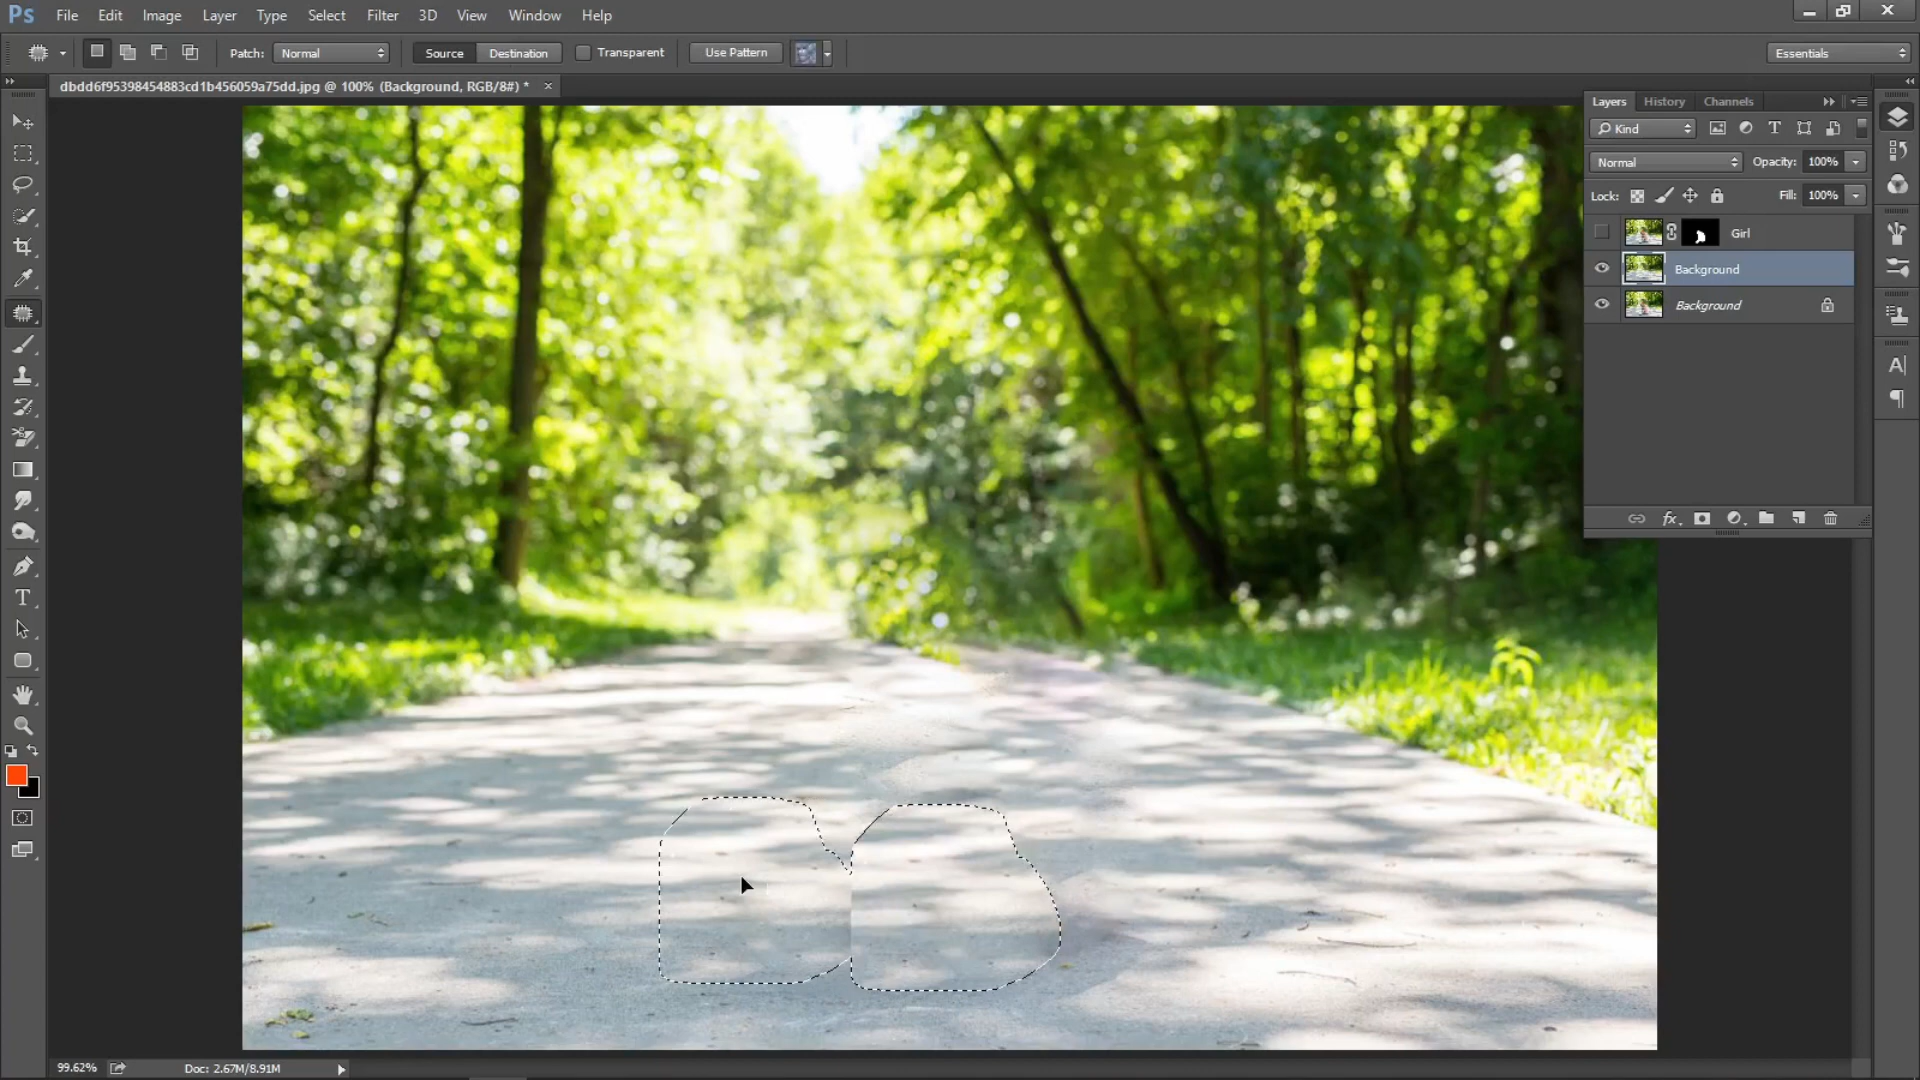 Ps File Edit Image Layer Type Select Filter 3D View Window Help
Patch: Normal Source Destination Transparent Use Pattern Essentials
dbdd6f95398454883cd1b456059a75dd.jpg @ 100% (Background, RGB/8#) * ×
Layers History Channels
Kind
Normal Opacity: 100%
Lock: Fill: 100%
Girl
Background
Background
99.62% Doc: 2.67M/8.91M